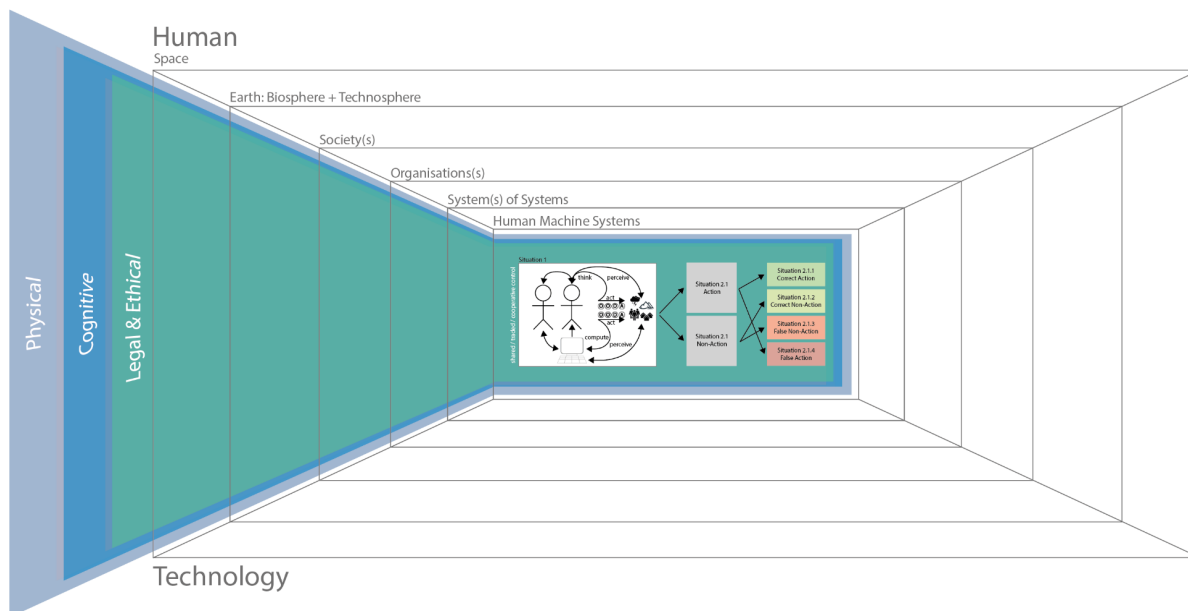 Human
Space
Earth: Biosphere + Technosphere
Society(s)
Organisations(s)
System(s) of Systems
Human Machine Systems
Physical
Cognitive
Legal & Ethical
shared / traded / cooperative control
Situation 1
think
perceive
act
act
compute
perceive
Situation 2.1
Action
Situation 2.1
Non-Action
Situation 2.1.1
Correct Action
Situation 2.1.2
Correct Non-Action
Situation 2.1.3
False Non-Action
Situation 2.1.4
False Action
Technology